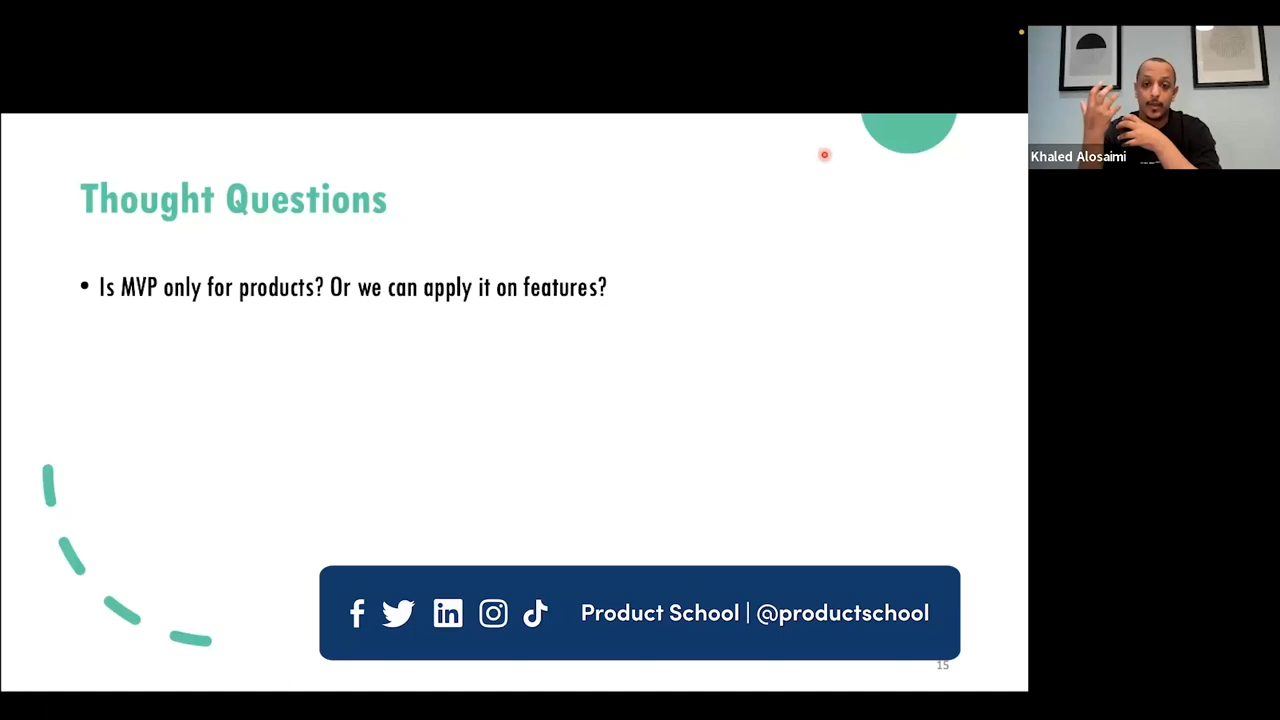 Khaled Alosaimi
Thought Questions
• Is MVP only for products? Or we can apply it on features?
Product School | @productschool
15